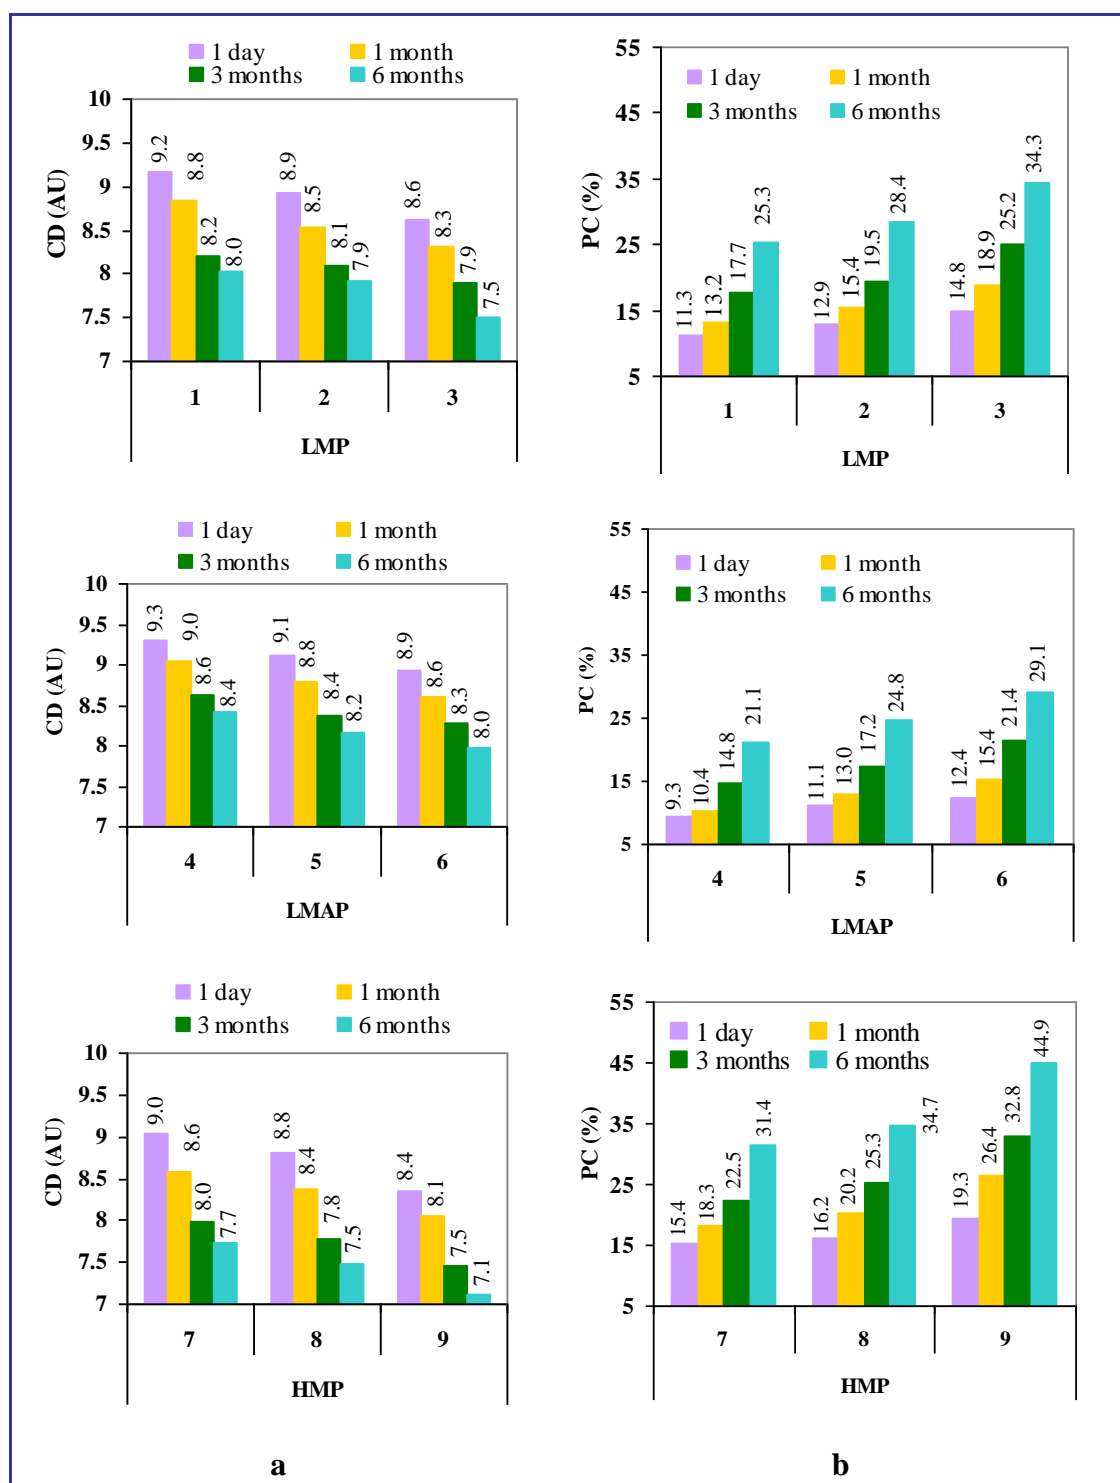 1 day 1 month
3 months 6 months
CD (AU)
10
9.5
9
8.5
8
7.5
7
9.2 8.8 8.2 8.0 8.9 8.5 8.1 7.9 8.6 8.3 7.9 7.5
1 2 3
LMP
1 day 1 month
3 months 6 months
PC (%)
55
45
35
25
15
5
11.3 13.2 17.7 25.3 12.9 15.4 19.5 28.4 14.8 18.9 25.2 34.3
1 2 3
LMP
1 day 1 month
3 months 6 months
CD (AU)
10
9.5
9
8.5
8
7.5
7
9.3 9.0 8.6 8.4 9.1 8.8 8.4 8.2 8.9 8.6 8.3 8.0
4 5 6
LMAP
1 day 1 month
3 months 6 months
PC (%)
55
45
35
25
15
5
9.3 10.4 14.8 21.1 11.1 13.0 17.2 24.8 12.4 15.4 21.4 29.1
4 5 6
LMAP
1 day 1 month
3 months 6 months
CD (AU)
10
9.5
9
8.5
8
7.5
7
9.0 8.6 8.0 7.7 8.8 8.4 7.8 7.5 8.4 8.1 7.5 7.1
7 8 9
HMP
1 day 1 month
3 months 6 months
PC (%)
55
45
35
25
15
5
15.4 18.3 22.5 31.4 16.2 20.2 25.3 34.7 19.3 26.4 32.8 44.9
7 8 9
HMP
a b